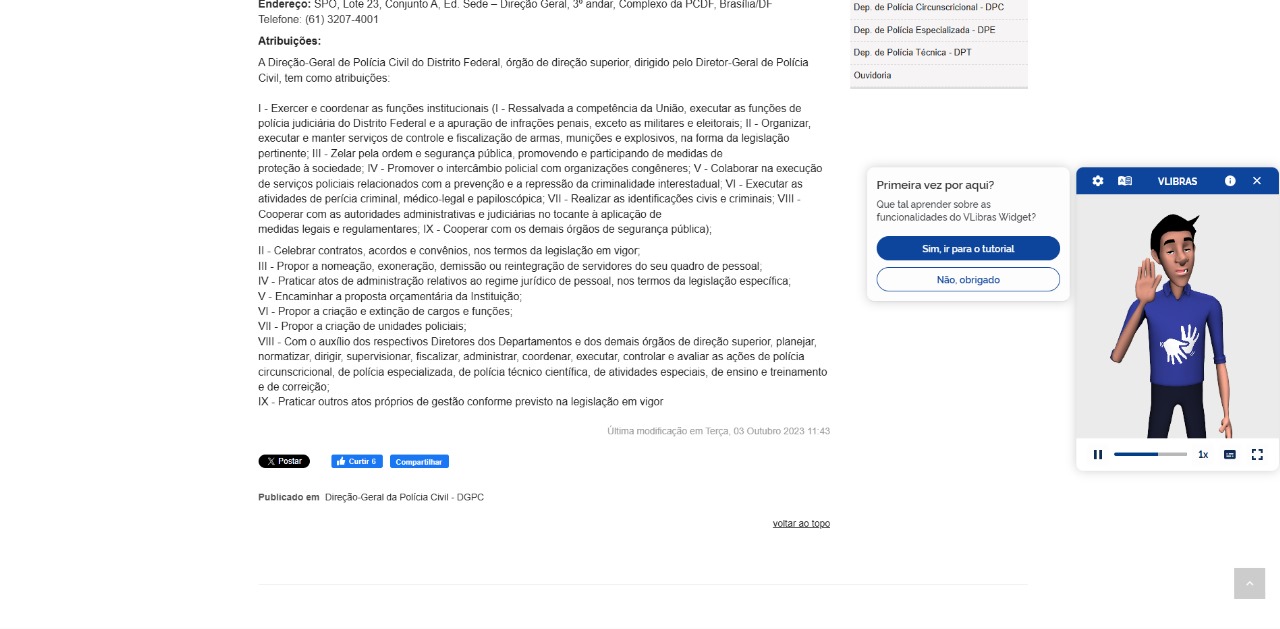 Endereço: SPO, Lote 23, Conjunto A, Ed. Sede – Direção Geral, 3º andar, Complexo da PCDF, Brasília/DF
Telefone: (61) 3207-4001
Atribuições:
A Direção-Geral de Polícia Civil do Distrito Federal, órgão de direção superior, dirigido pelo Diretor-Geral de Polícia
Civil, tem como atribuições:
I - Exercer e coordenar as funções institucionais (I - Ressalvada a competência da União, executar as funções de
polícia judiciária do Distrito Federal e a apuração de infrações penais, exceto as militares e eleitorais; II - Organizar,
executar e manter serviços de controle e fiscalização de armas, munições e explosivos, na forma da legislação
pertinente; III - Zelar pela ordem e segurança pública, promovendo e participando de medidas de
proteção à sociedade; IV - Promover o intercâmbio policial com organizações congêneres; V - Colaborar na execução
de serviços policiais relacionados com a prevenção e a repressão da criminalidade interestadual; VI - Executar as
atividades de perícia criminal, médico-legal e papiloscópica; VII - Realizar as identificações civis e criminais; VIII -
Cooperar com as autoridades administrativas e judiciárias no tocante à aplicação de
medidas legais e regulamentares; IX - Cooperar com os demais órgãos de segurança pública);
II - Celebrar contratos, acordos e convênios, nos termos da legislação em vigor;
III - Propor a nomeação, exoneração, demissão ou reintegração de servidores do seu quadro de pessoal;
IV - Praticar atos de administração relativos ao regime jurídico de pessoal, nos termos da legislação específica;
V - Encaminhar a proposta orçamentária da Instituição;
VI - Propor a criação e extinção de cargos e funções;
VII - Propor a criação de unidades policiais;
VIII - Com o auxílio dos respectivos Diretores dos Departamentos e dos demais órgãos de direção superior, planejar,
normatizar, dirigir, supervisionar, fiscalizar, administrar, coordenar, executar, controlar e avaliar as ações de polícia
circunscricional, de polícia especializada, de polícia técnico científica, de atividades especiais, de ensino e treinamento
e de correição;
IX - Praticar outros atos próprios de gestão conforme previsto na legislação em vigor
Última modificação em Terça, 03 Outubro 2023 11:43
Postar
Curtir 6
Compartilhar
Publicado em Direção-Geral da Polícia Civil - DGPC
voltar ao topo
Dep. de Polícia Circunscricional - DPC
Dep. de Polícia Especializada - DPE
Dep. de Polícia Técnica - DPT
Ouvidoria
Primeira vez por aqui?
Que tal aprender sobre as
funcionalidades do VLibras Widget?
Sim, ir para o tutorial
Não, obrigado
VLIBRAS
1x